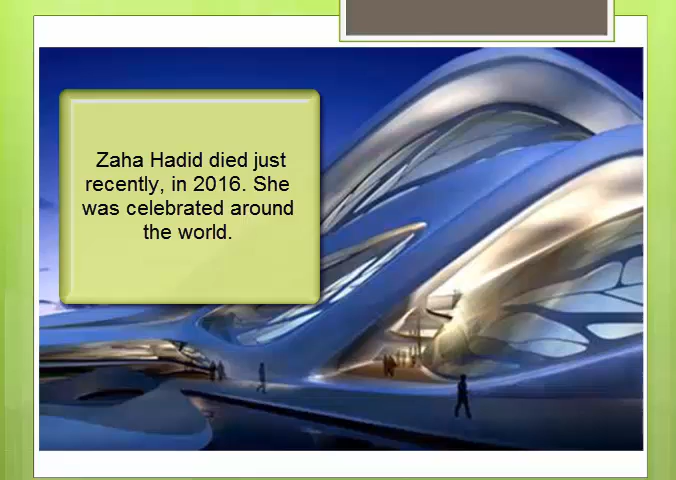 Zaha Hadid died just
recently, in 2016. She
was celebrated around
the world.